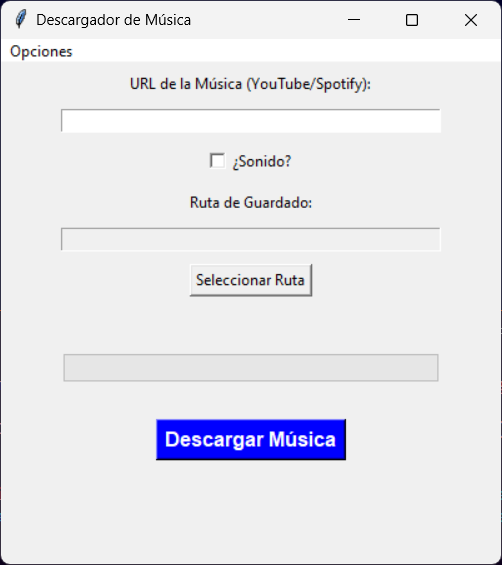 Descargador de Música
Opciones
URL de la Música (YouTube/Spotify):
¿Sonido?
Ruta de Guardado:
Seleccionar Ruta
Descargar Música